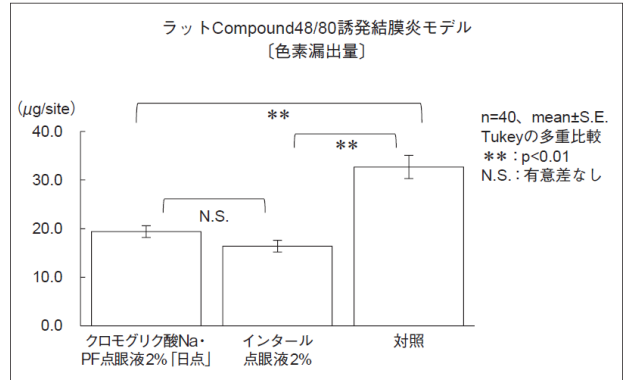 ラットCompound48/80誘発結膜炎モデル
〔色素漏出量〕
(μg/site)
40.0
30.0
20.0
10.0
0.0
**
**
N.S.
n=40、mean±S.E.
Tukeyの多重比較
**：p<0.01
N.S.：有意差なし
クロモグリク酸Na・
PF点眼液2%「日点」
インタール
点眼液2%
対照